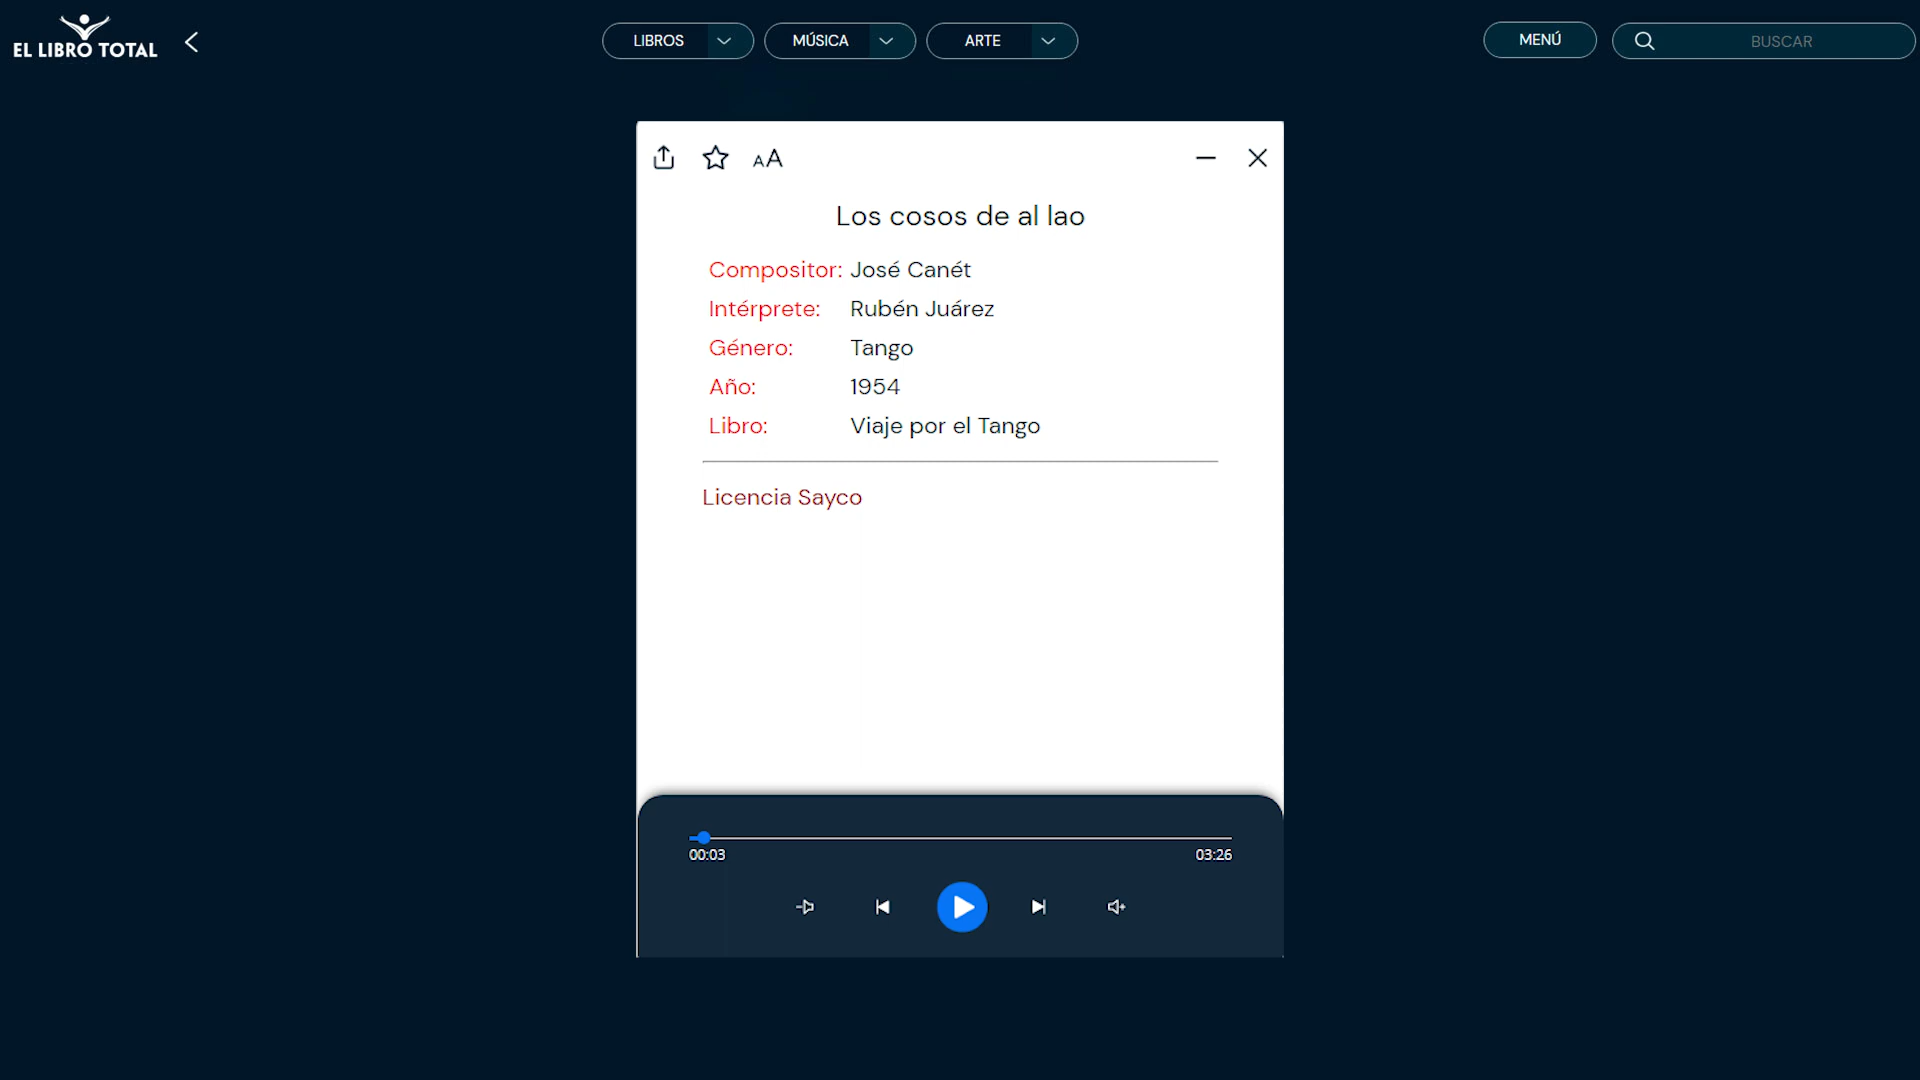 EL LIBRO TOTAL
LIBROS
MÚSICA
ARTE
MENÚ
BUSCAR
AA
Los cosos de al lao
Compositor: José Canét
Intérprete: Rubén Juárez
Género: Tango
Año: 1954
Libro: Viaje por el Tango
Licencia Sayco
00:03
03:26